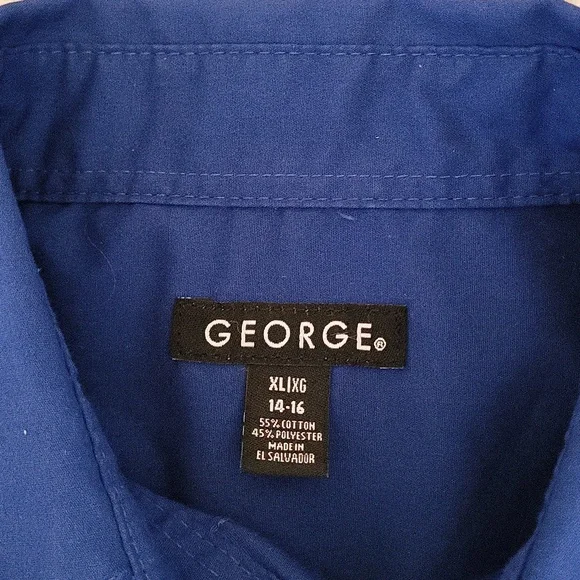 GEORGE®
XL|XG
14-16
55% COTTON
45% POLYESTER
MADE IN
EL SALVADOR